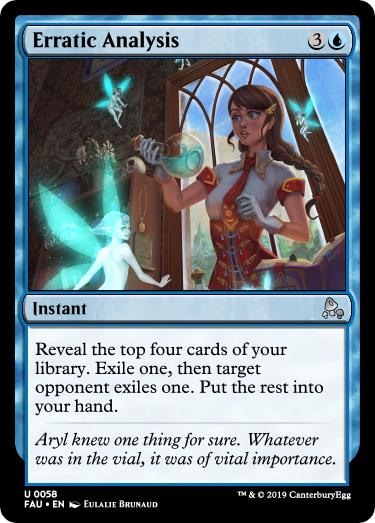 Erratic Analysis 3
Instant
Reveal the top four cards of your
library. Exile one, then target
opponent exiles one. Put the rest into
your hand.
Aryl knew one thing for sure. Whatever
was in the vial, it was of vital importance.
U 0058
FAU • EN Eulalie Brunaud
™ & © 2019 CanterburyEgg